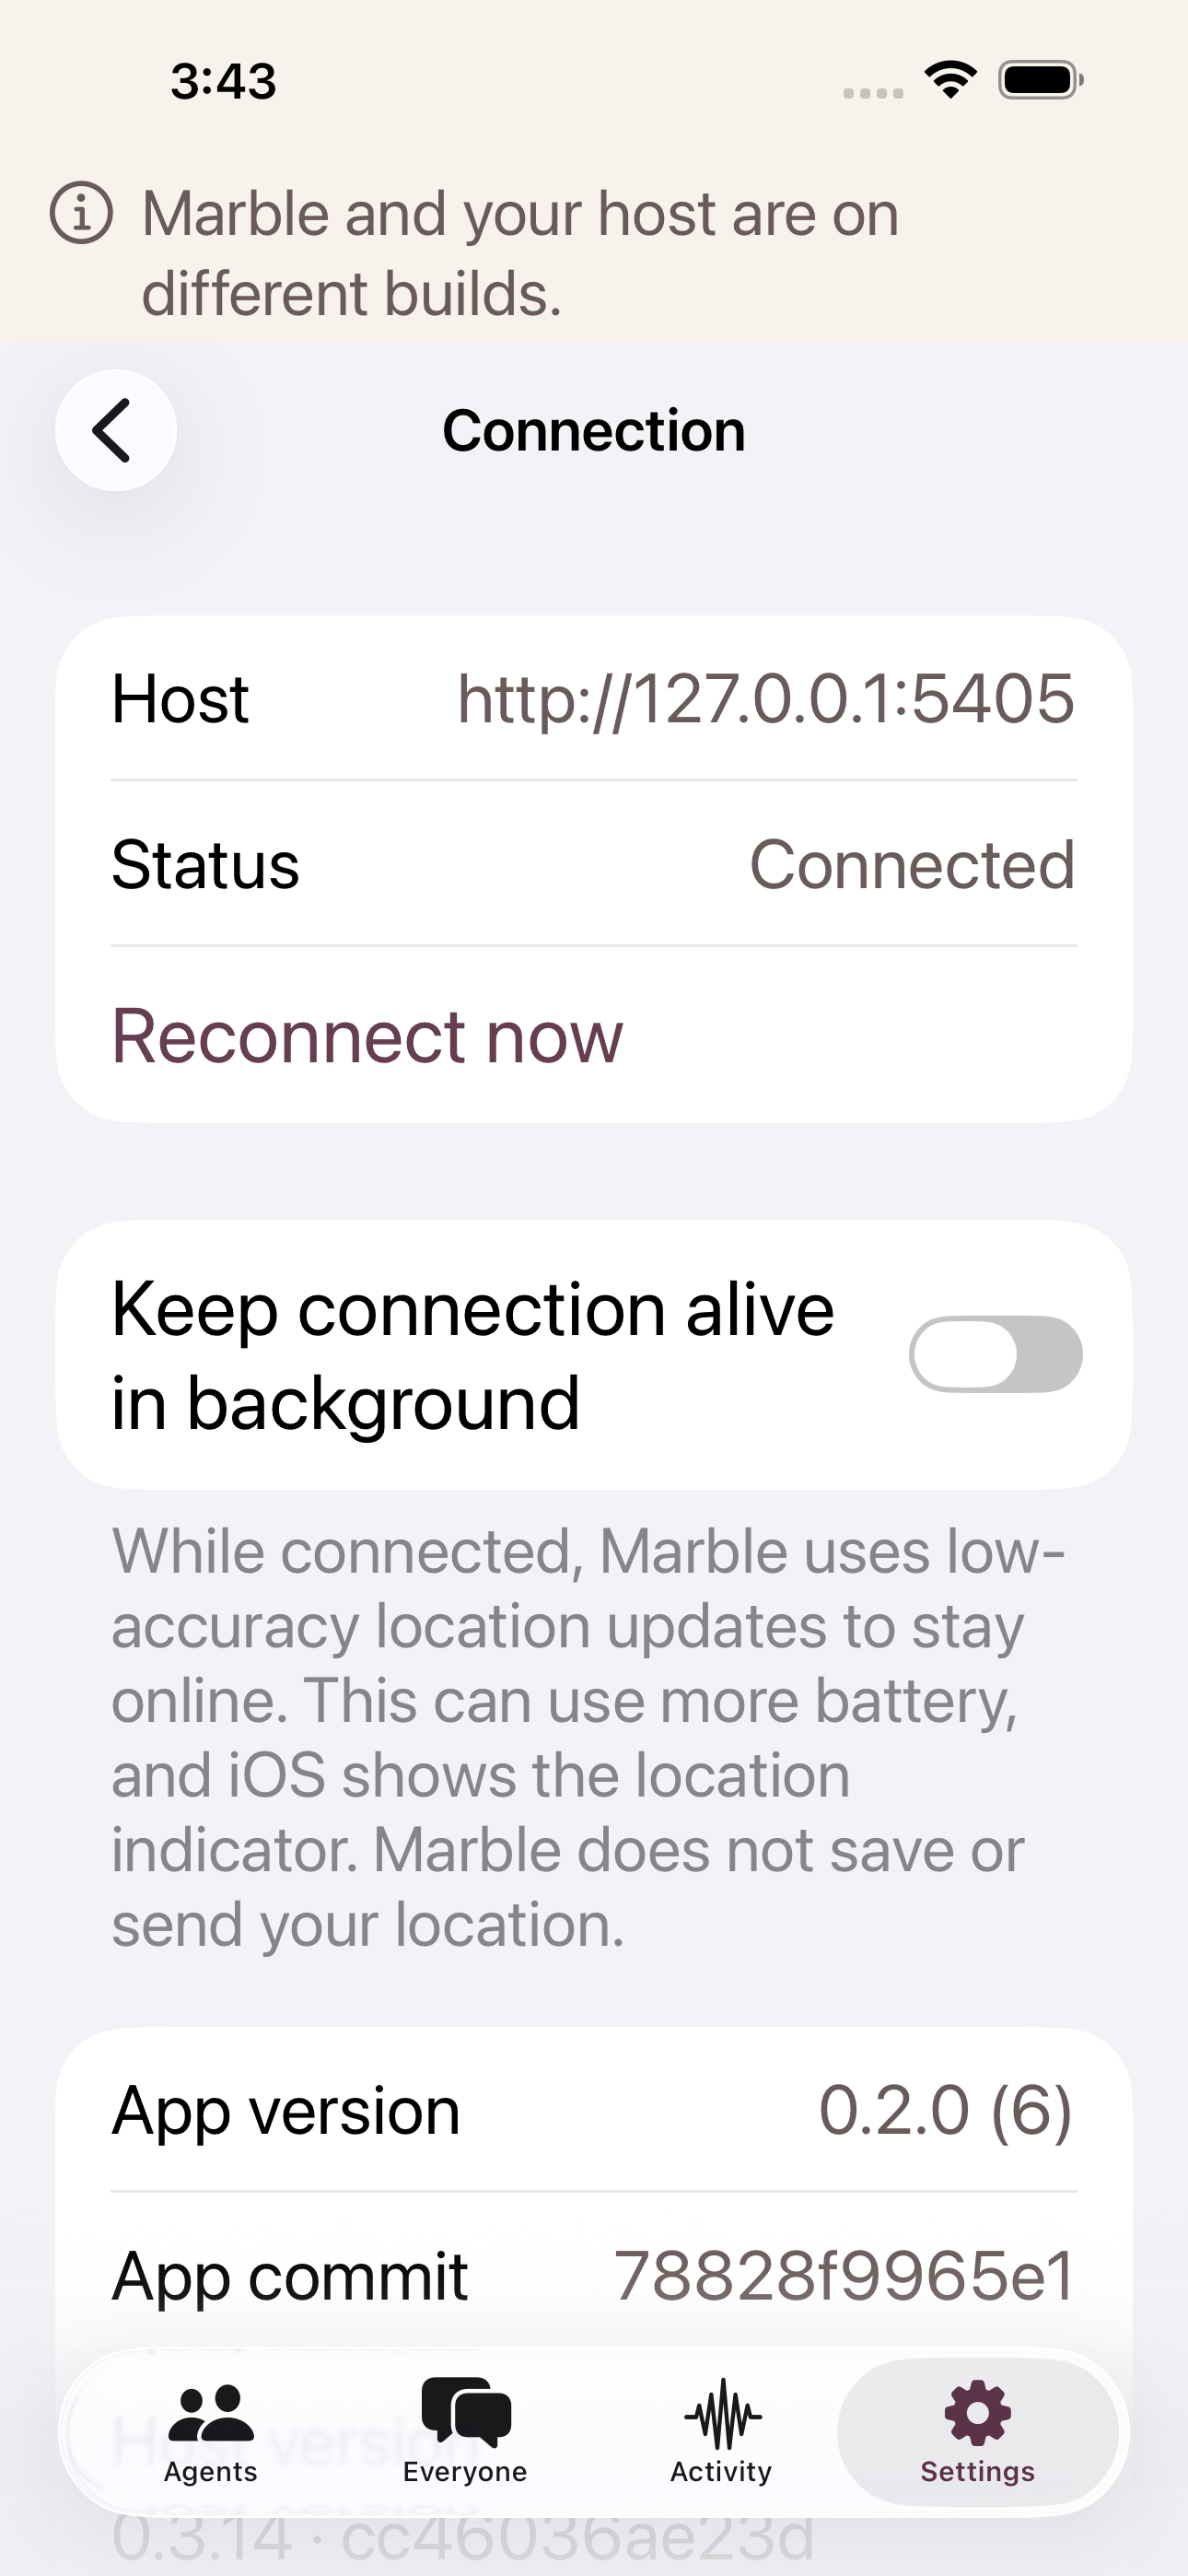 3:43
Marble and your host are on
different builds.
Connection
Host http://127.0.0.1:5405
Status Connected
Reconnect now
Keep connection alive
in background
While connected, Marble uses low-
accuracy location updates to stay
online. This can use more battery,
and iOS shows the location
indicator. Marble does not save or
send your location.
App version 0.2.0 (6)
App commit 78828f9965e1
Host version
Agents Everyone Activity Settings
0.3.14 · cc46036ae23d